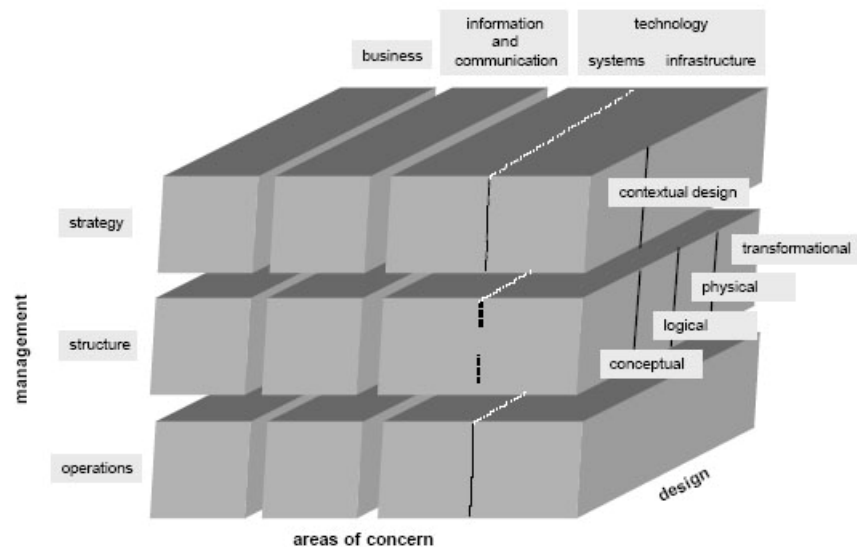 information
and
communication
technology
business
systems infrastructure
contextual design
strategy
transformational
physical
management
structure
logical
conceptual
operations
design
areas of concern